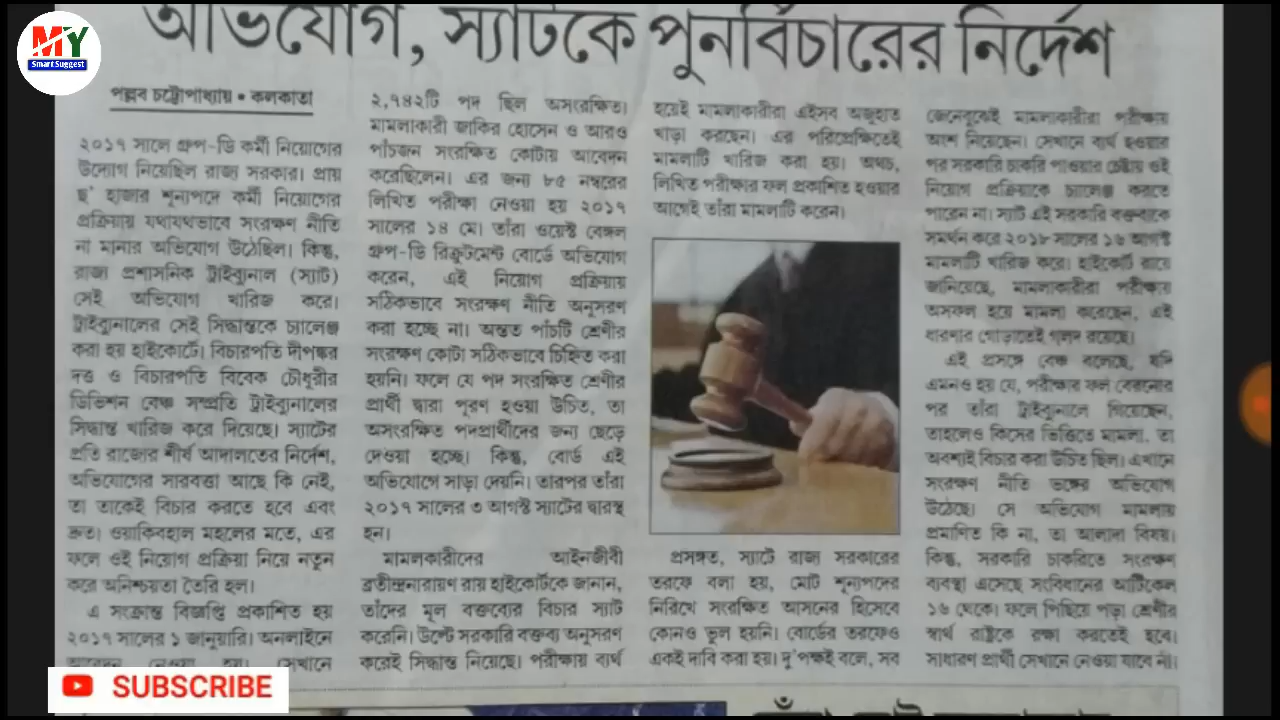 MY
Smart Suggest
অভিযোগ, স্যাটকে পুনর্বিচারের নির্দেশ
পল্লব চট্টোপাধ্যায় • কলকাতা
২০১৭ সালে গ্রুপ-ডি কর্মী নিয়োগের
উদ্যোগ নিয়েছিল রাজ্য সরকার। প্রায়
ছ' হাজার শূন্যপদে কর্মী নিয়োগের
প্রক্রিয়ায় যথাযথভাবে সংরক্ষণ নীতি
না মানার অভিযোগ উঠেছিল। কিন্তু,
রাজ্য প্রশাসনিক ট্রাইব্যুনাল (স্যাট)
সেই অভিযোগ খারিজ করে।
ট্রাইব্যুনালের সেই সিদ্ধান্তকে চ্যালেঞ্জ
করা হয় হাইকোর্টে। বিচারপতি দীপঙ্কর
দত্ত ও বিচারপতি বিবেক চৌধুরীর
ডিভিশন বেঞ্চ সম্প্রতি ট্রাইব্যুনালের
সিদ্ধান্ত খারিজ করে দিয়েছে। স্যাটের
প্রতি রাজ্যের শীর্ষ আদালতের নির্দেশ,
অভিযোগের সারবত্তা আছে কি নেই,
তা তাকেই বিচার করতে হবে এবং
দ্রুত। ওয়াকিবহাল মহলের মতে, এর
ফলে ওই নিয়োগ প্রক্রিয়া নিয়ে নতুন
করে অনিশ্চয়তা তৈরি হল।
এ সংক্রান্ত বিজ্ঞপ্তি প্রকাশিত হয়
২০১৭ সালের ১ জানুয়ারি। অনলাইনে
আবেদন নেওয়া হয়। সেখানে
২,৭৪২টি পদ ছিল অসংরক্ষিত।
মামলাকারী জাকির হোসেন ও আরও
পাঁচজন সংরক্ষিত কোটায় আবেদন
করেছিলেন। এর জন্য ৮৫ নম্বরের
লিখিত পরীক্ষা নেওয়া হয় ২০১৭
সালের ১৪ মে। তাঁরা ওয়েস্ট বেঙ্গল
গ্রুপ-ডি রিক্রুটমেন্ট বোর্ডে অভিযোগ
করেন, এই নিয়োগ প্রক্রিয়ায়
সঠিকভাবে সংরক্ষণ নীতি অনুসরণ
করা হচ্ছে না। অন্তত পাঁচটি শ্রেণীর
সংরক্ষণ কোটা সঠিকভাবে চিহ্নিত করা
হয়নি। ফলে যে পদ সংরক্ষিত শ্রেণীর
প্রার্থী দ্বারা পূরণ হওয়া উচিত, তা
অসংরক্ষিত পদপ্রার্থীদের জন্য ছেড়ে
দেওয়া হচ্ছে। কিন্তু, বোর্ড এই
অভিযোগে সাড়া দেয়নি। তারপর তাঁরা
২০১৭ সালের ৩ আগস্ট স্যাটের দ্বারস্থ
হন।
মামলকারীদের আইনজীবী
ব্রতীন্দ্রনারায়ণ রায় হাইকোর্টকে জানান,
তাঁদের মূল বক্তব্যের বিচার স্যাট
করেনি। উল্টে সরকারি বক্তব্য অনুসরণ
করেই সিদ্ধান্ত নিয়েছে। পরীক্ষায় ব্যর্থ
হয়েই মামলাকারীরা এইসব অজুহাত
খাড়া করছেন। এর পরিপ্রেক্ষিতেই
মামলাটি খারিজ করা হয়। অথচ,
লিখিত পরীক্ষার ফল প্রকাশিত হওয়ার
আগেই তাঁরা মামলাটি করেন।
প্রসঙ্গত, স্যাটে রাজ্য সরকারের
তরফে বলা হয়, মোট শূন্যপদের
নিরিখে সংরক্ষিত আসনের হিসেবে
কোনও ভুল হয়নি। বোর্ডের তরফেও
একই দাবি করা হয়। দু'পক্ষই বলে, সব
জেনেবুঝেই মামলাকারীরা পরীক্ষায়
অংশ নিয়েছেন। সেখানে ব্যর্থ হওয়ার
পর সরকারি চাকরি পাওয়ার চেষ্টায় ওই
নিয়োগ প্রক্রিয়াকে চ্যালেঞ্জ করতে
পারেন না। স্যাট এই সরকারি বক্তব্যকে
সমর্থন করে ২০১৮ সালের ১৬ আগস্ট
মামলাটি খারিজ করে। হাইকোর্ট রায়ে
জানিয়েছে, মামলাকারীরা পরীক্ষায়
অসফল হয়ে মামলা করেছেন, এই
ধারণার গোড়াতেই গলদ রয়েছে।
এই প্রসঙ্গে বেঞ্চ বলেছে, যদি
এমনও হয় যে, পরীক্ষার ফল বেরনোর
পর তাঁরা ট্রাইব্যুনালে গিয়েছেন,
তাহলেও কিসের ভিত্তিতে মামলা, তা
অবশ্যই বিচার করা উচিত ছিল। এখানে
সংরক্ষণ নীতি ভঙ্গের অভিযোগ
উঠেছে। সে অভিযোগ মামলায়
প্রমাণিত কি না, তা আলাদা বিষয়।
কিন্তু, সরকারি চাকরিতে সংরক্ষণ
ব্যবস্থা এসেছে সংবিধানের আর্টিকেল
১৬ থেকে। ফলে পিছিয়ে পড়া শ্রেণীর
স্বার্থ রাষ্ট্রকে রক্ষা করতেই হবে।
সাধারণ প্রার্থী সেখানে নেওয়া যাবে না।
SUBSCRIBE